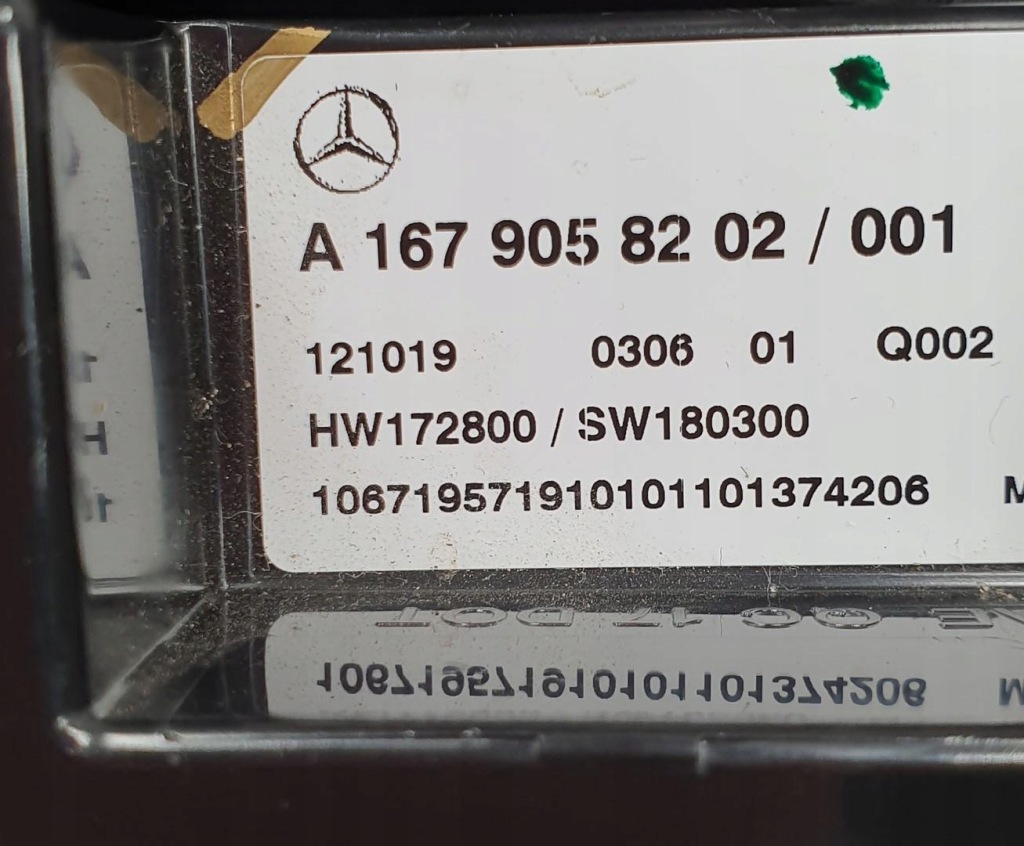 A 167 905 82 02 / 001
121019 0306 01 Q002
HW172800 / SW180300
106719571910101101374206 M